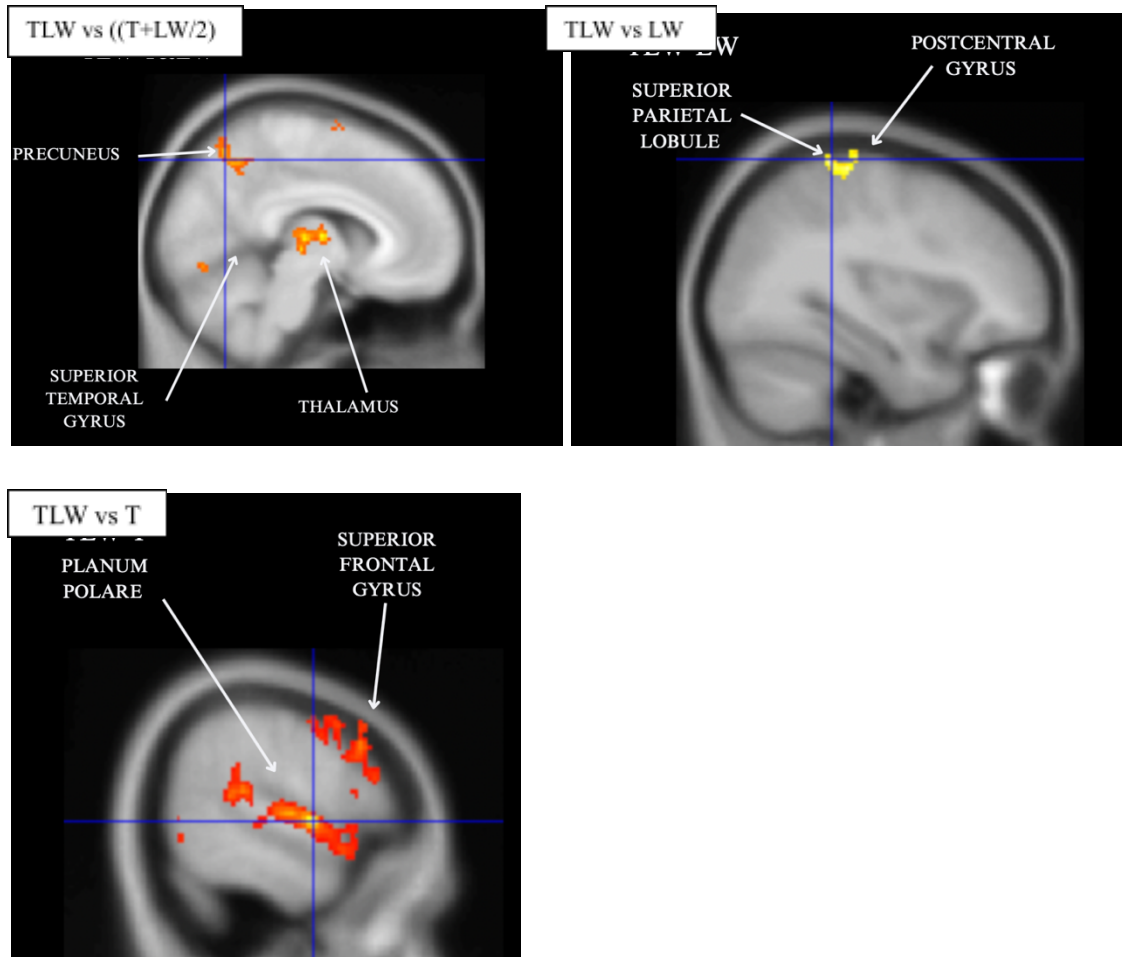 TLW vs ((T+LW/2)
PRECUNEUS
SUPERIOR
TEMPORAL
GYRUS
THALAMUS
TLW vs LW
POSTCENTRAL
GYRUS
SUPERIOR
PARIETAL
LOBULE
TLW vs T
PLANUM
POLARE
SUPERIOR
FRONTAL
GYRUS